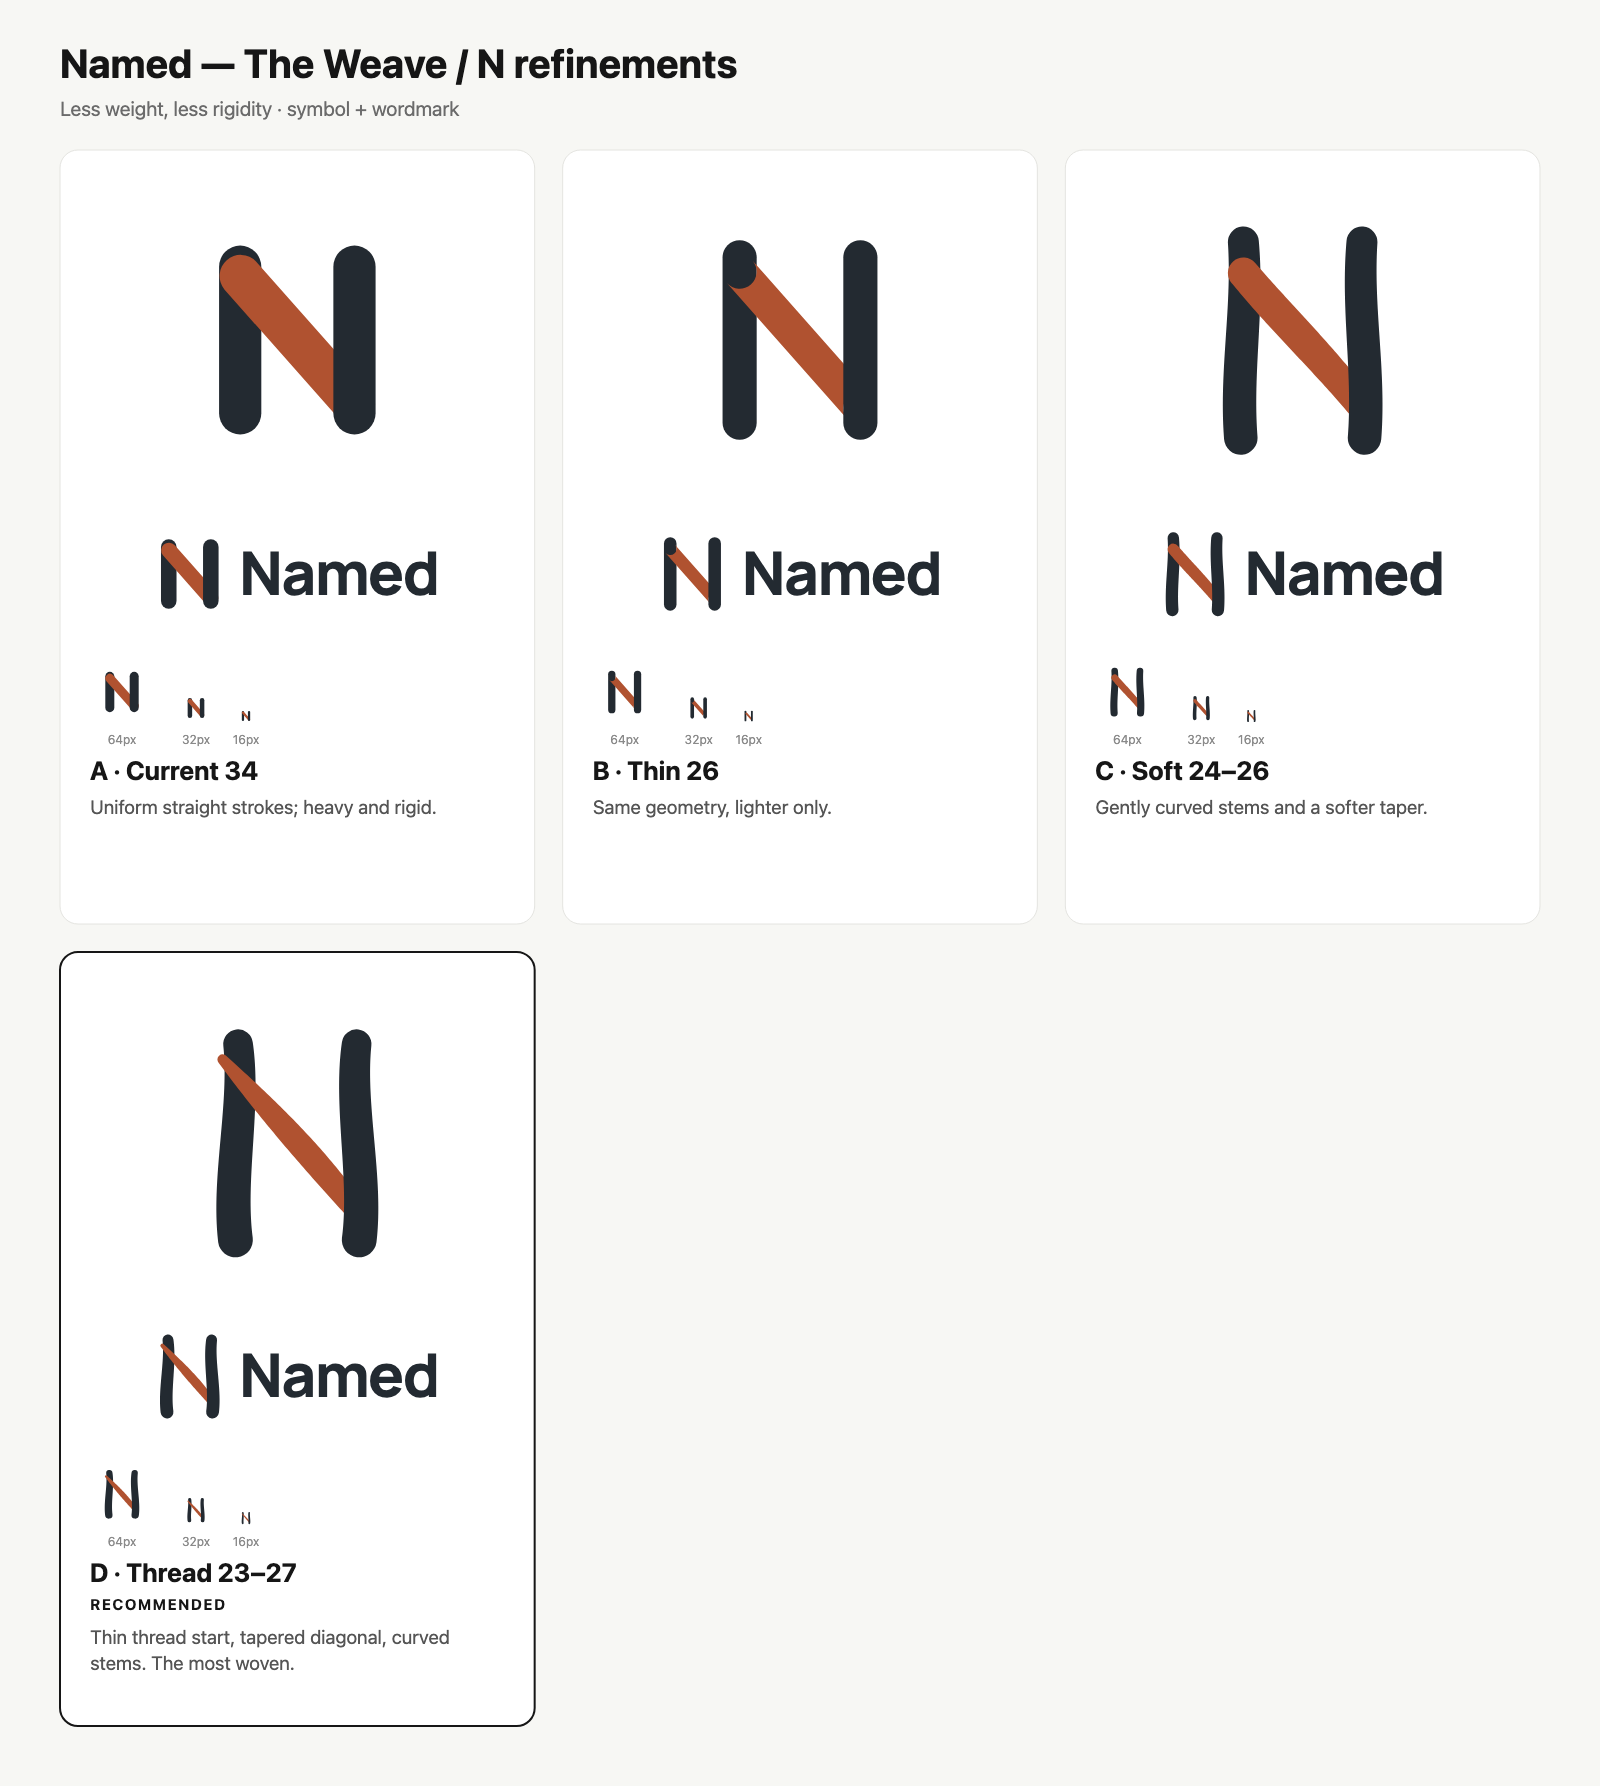 Named — The Weave / N refinements
Less weight, less rigidity · symbol + wordmark
N
N Named
N N N
64px 32px 16px
A · Current 34
Uniform straight strokes; heavy and rigid.
N
N Named
N N N
64px 32px 16px
B · Thin 26
Same geometry, lighter only.
N
N Named
N N N
64px 32px 16px
C · Soft 24–26
Gently curved stems and a softer taper.
N
N Named
N N N
64px 32px 16px
D · Thread 23–27
RECOMMENDED
Thin thread start, tapered diagonal, curved
stems. The most woven.